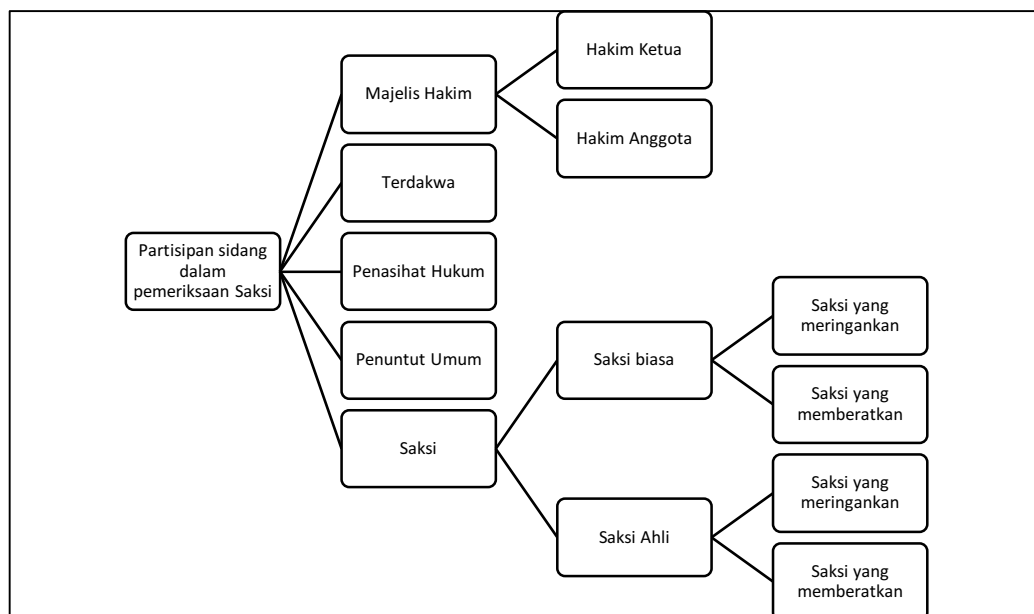 Partisipan sidang
dalam
pemeriksaan Saksi
Majelis Hakim
Hakim Ketua
Hakim Anggota
Terdakwa
Penasihat Hukum
Penuntut Umum
Saksi
Saksi biasa
Saksi yang
meringankan
Saksi yang
memberatkan
Saksi Ahli
Saksi yang
meringankan
Saksi yang
memberatkan